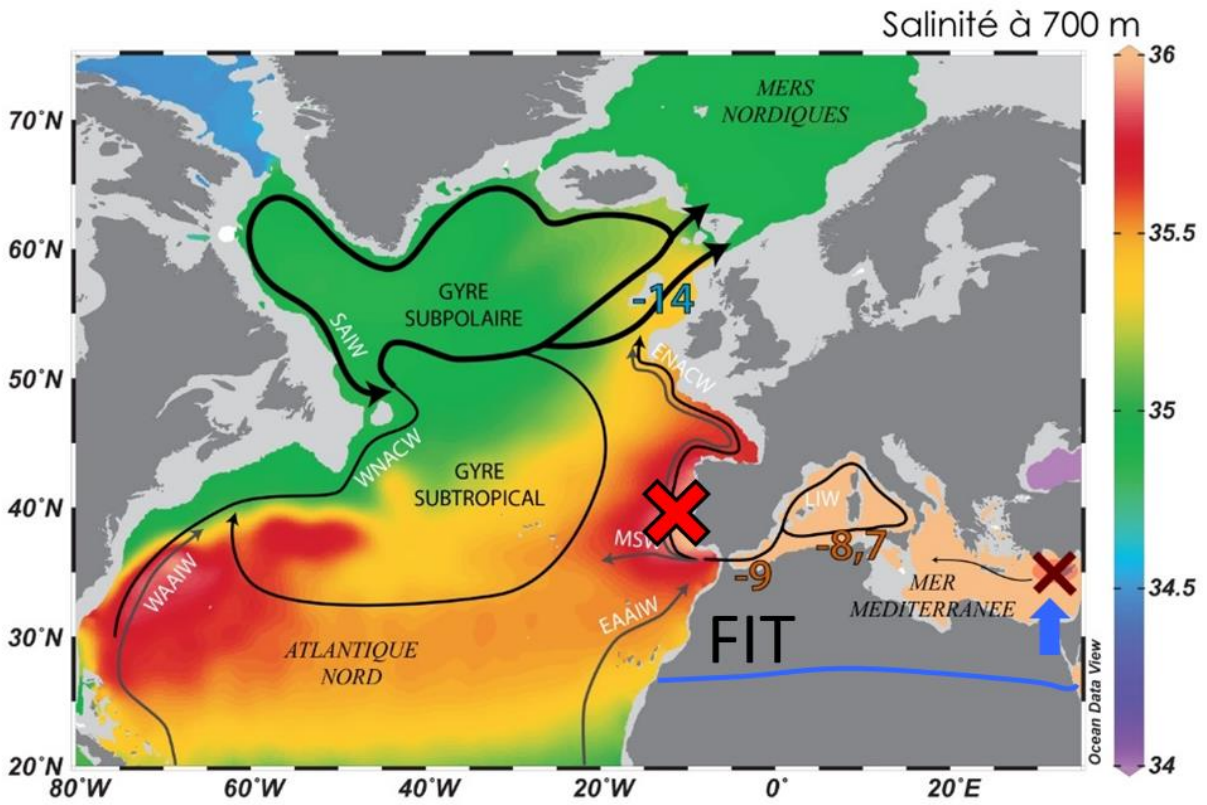 Salinité à 700 m
36
35.5
35
34.5
34
Ocean Data View
70°N
60°N
50°N
40°N
30°N
20°N
80°W
60°W
40°W
20°W
0°
20°E
MERS
NORDIQUES
GYRE
SUBPOLAIRE
SAIW
-14
ENACW
WNACW
GYRE
SUBTROPICAL
LIW
MSW
-8,7
-9
MER
MEDITERRANEE
WAAIW
EAAIW
FIT
ATLANTIQUE
NORD